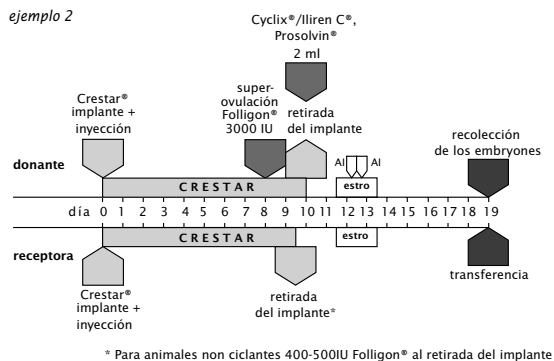 ejemplo 2
Cyclix®/Iliren C®,
Prosolvin®
2 ml
super-
ovulación
Folligon®
3000 IU
Crestar®
implante +
inyección
retirada
del implante
recolección
de los embryones
donante
AI AI
CRESTAR
estro
día 0 1 2 3 4 5 6 7 8 9 10 11 12 13 14 15 16 17 18 19
CRESTAR
estro
receptora
Crestar®
implante +
inyección
retirada
del implante*
transferencia
* Para animales non ciclantes 400-500IU Folligon® al retirada del implante